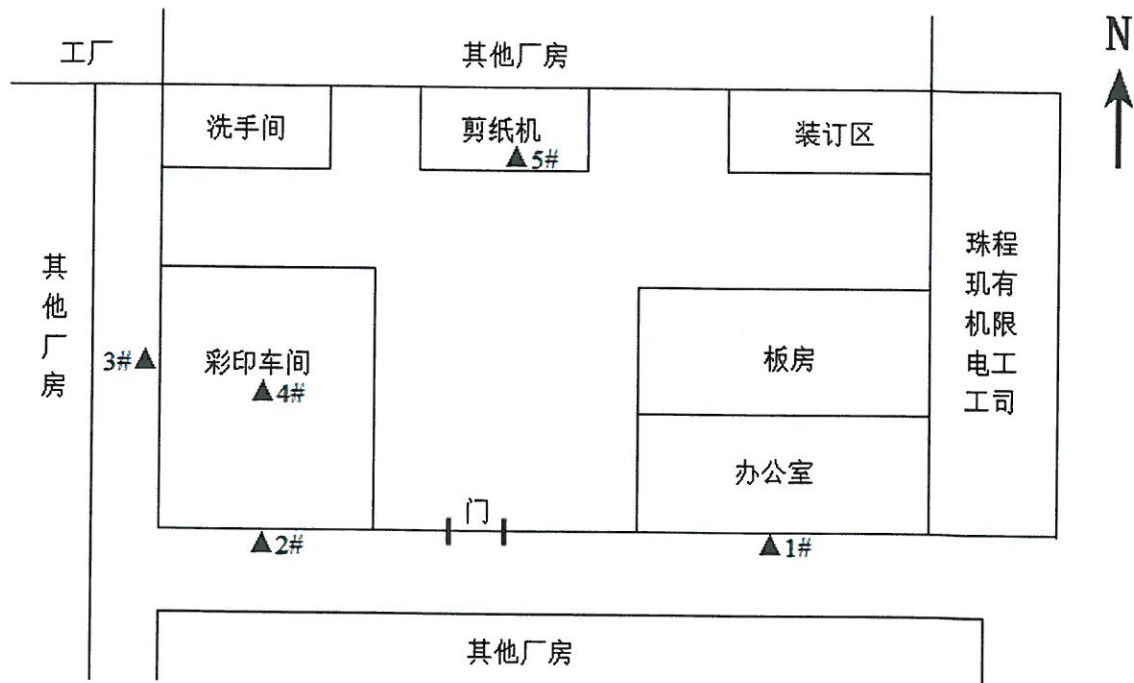 工厂
其他厂房
N
洗手间
剪纸机
▲5#
装订区
其他厂房
珠程
玑有
机限
电工
工司
3#▲
彩印车间
▲4#
板房
办公室
门
▲2#
▲1#
其他厂房